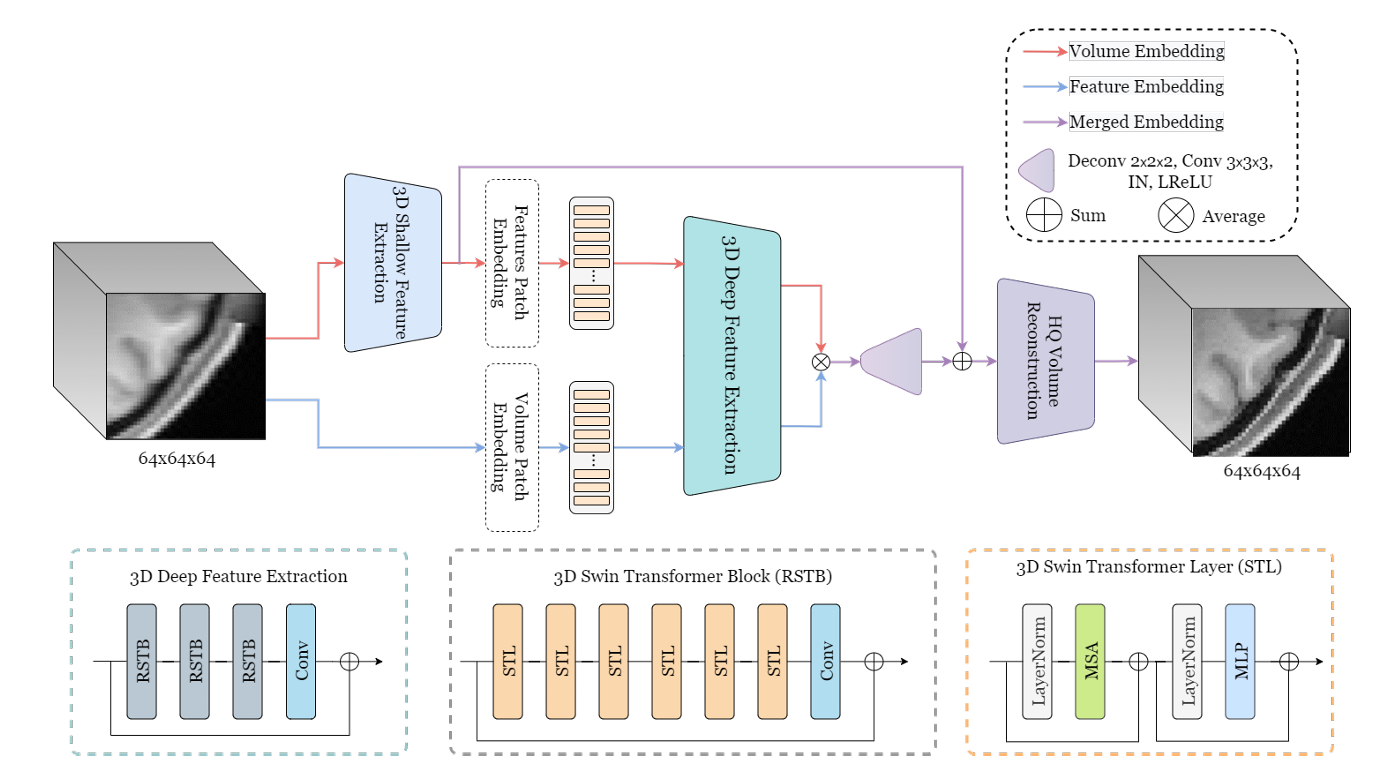 Volume Embedding
Feature Embedding
Merged Embedding
Deconv 2x2x2, Conv 3x3x3,
IN, LReLU
Sum
Average
3D Shallow Feature
Extraction
Features Patch
Embedding
...
3D Deep Feature Extraction
Volume Patch
Embedding
...
HQ Volume
Reconstruction
64x64x64
64x64x64
3D Deep Feature Extraction
RSTB
RSTB
RSTB
Conv
3D Swin Transformer Block (RSTB)
STL
STL
STL
STL
STL
STL
Conv
3D Swin Transformer Layer (STL)
LayerNorm
MSA
LayerNorm
MLP